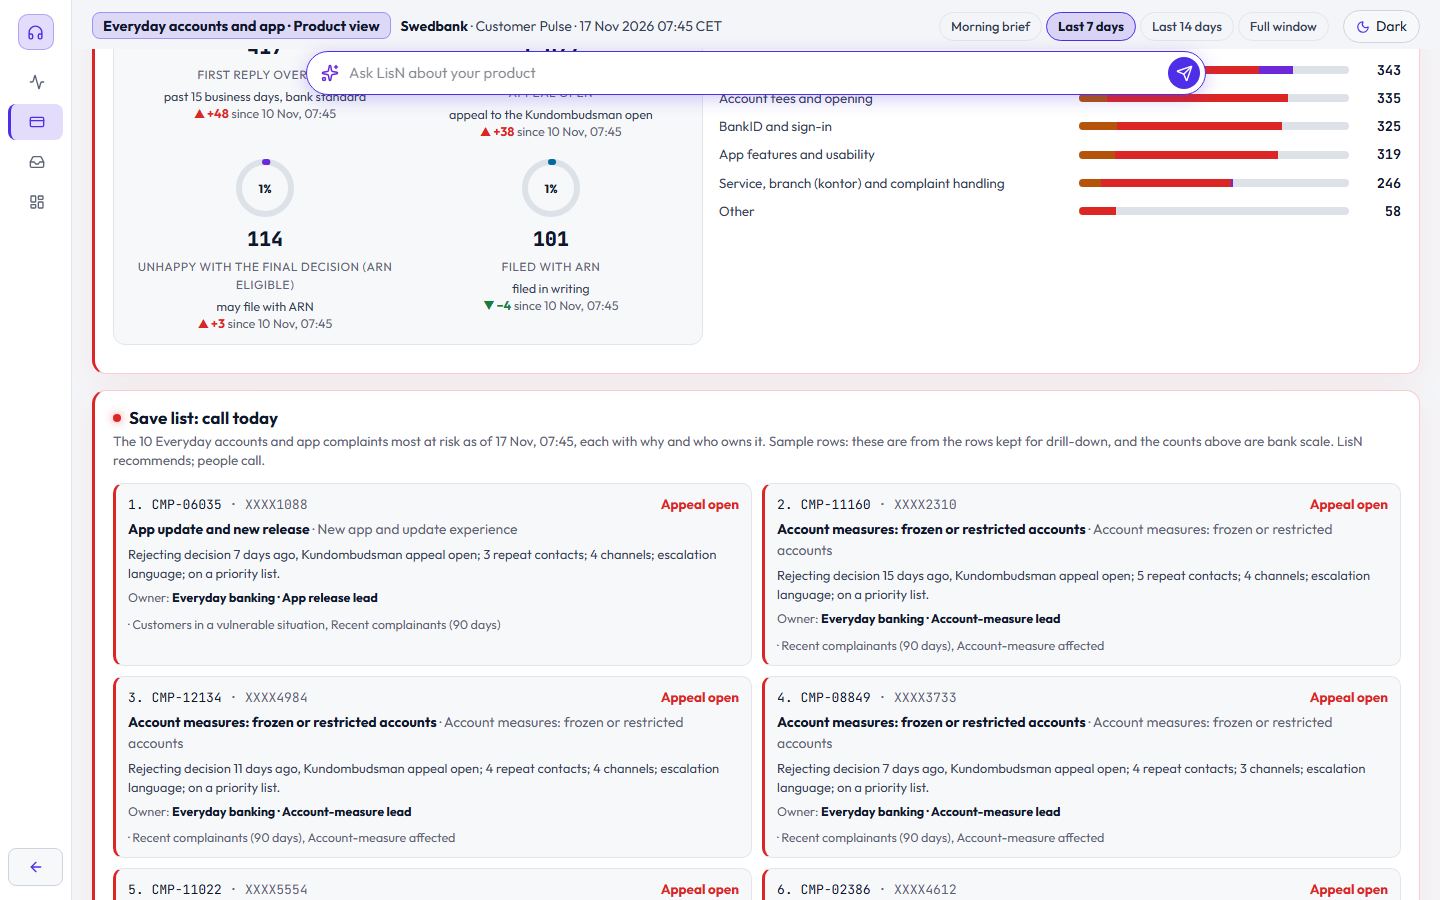 Everyday accounts and app · Product view
Swedbank · Customer Pulse · 17 Nov 2026 07:45 CET
Morning brief
Last 7 days
Last 14 days
Full window
Dark
Ask LisN about your product
FIRST REPLY OVER
past 15 business days, bank standard
▲ +48 since 10 Nov, 07:45
appeal to the Kundombudsman open
▲ +38 since 10 Nov, 07:45
1%
114
UNHAPPY WITH THE FINAL DECISION (ARN
ELIGIBLE)
may file with ARN
▲ +3 since 10 Nov, 07:45
1%
101
FILED WITH ARN
filed in writing
▼ −4 since 10 Nov, 07:45
343
Account fees and opening 335
BankID and sign-in 325
App features and usability 319
Service, branch (kontor) and complaint handling 246
Other 58
Save list: call today
The 10 Everyday accounts and app complaints most at risk as of 17 Nov, 07:45, each with why and who owns it. Sample rows: these are from the rows kept for drill-down, and the counts above are bank scale. LisN
recommends; people call.
1. CMP-06035 · XXXX1088 Appeal open
App update and new release · New app and update experience
Rejecting decision 7 days ago, Kundombudsman appeal open; 3 repeat contacts; 4 channels; escalation
language; on a priority list.
Owner: Everyday banking · App release lead
· Customers in a vulnerable situation, Recent complainants (90 days)
2. CMP-11160 · XXXX2310 Appeal open
Account measures: frozen or restricted accounts · Account measures: frozen or restricted
accounts
Rejecting decision 15 days ago, Kundombudsman appeal open; 5 repeat contacts; 4 channels; escalation
language; on a priority list.
Owner: Everyday banking · Account-measure lead
· Recent complainants (90 days), Account-measure affected
3. CMP-12134 · XXXX4984 Appeal open
Account measures: frozen or restricted accounts · Account measures: frozen or restricted
accounts
Rejecting decision 11 days ago, Kundombudsman appeal open; 4 repeat contacts; 4 channels; escalation
language; on a priority list.
Owner: Everyday banking · Account-measure lead
· Recent complainants (90 days), Account-measure affected
4. CMP-08849 · XXXX3733 Appeal open
Account measures: frozen or restricted accounts · Account measures: frozen or restricted
accounts
Rejecting decision 7 days ago, Kundombudsman appeal open; 4 repeat contacts; 3 channels; escalation
language; on a priority list.
Owner: Everyday banking · Account-measure lead
· Recent complainants (90 days), Account-measure affected
5. CMP-11022 · XXXX5554 Appeal open
6. CMP-02386 · XXXX4612 Appeal open